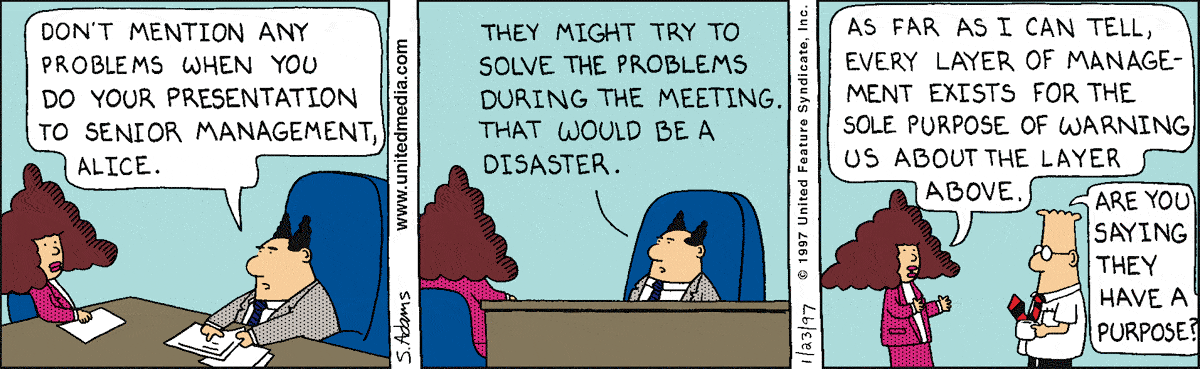 DON'T MENTION ANY
PROBLEMS WHEN YOU
DO YOUR PRESENTATION
TO SENIOR MANAGEMENT,
ALICE.
www.unitedmedia.com
S. Adams
THEY MIGHT TRY TO
SOLVE THE PROBLEMS
DURING THE MEETING.
THAT WOULD BE A
DISASTER.
© 1997 United Feature Syndicate, Inc.
1/23/97
AS FAR AS I CAN TELL,
EVERY LAYER OF MANAGE-
MENT EXISTS FOR THE
SOLE PURPOSE OF WARNING
US ABOUT THE LAYER
ABOVE.
ARE YOU
SAYING
THEY
HAVE A
PURPOSE?